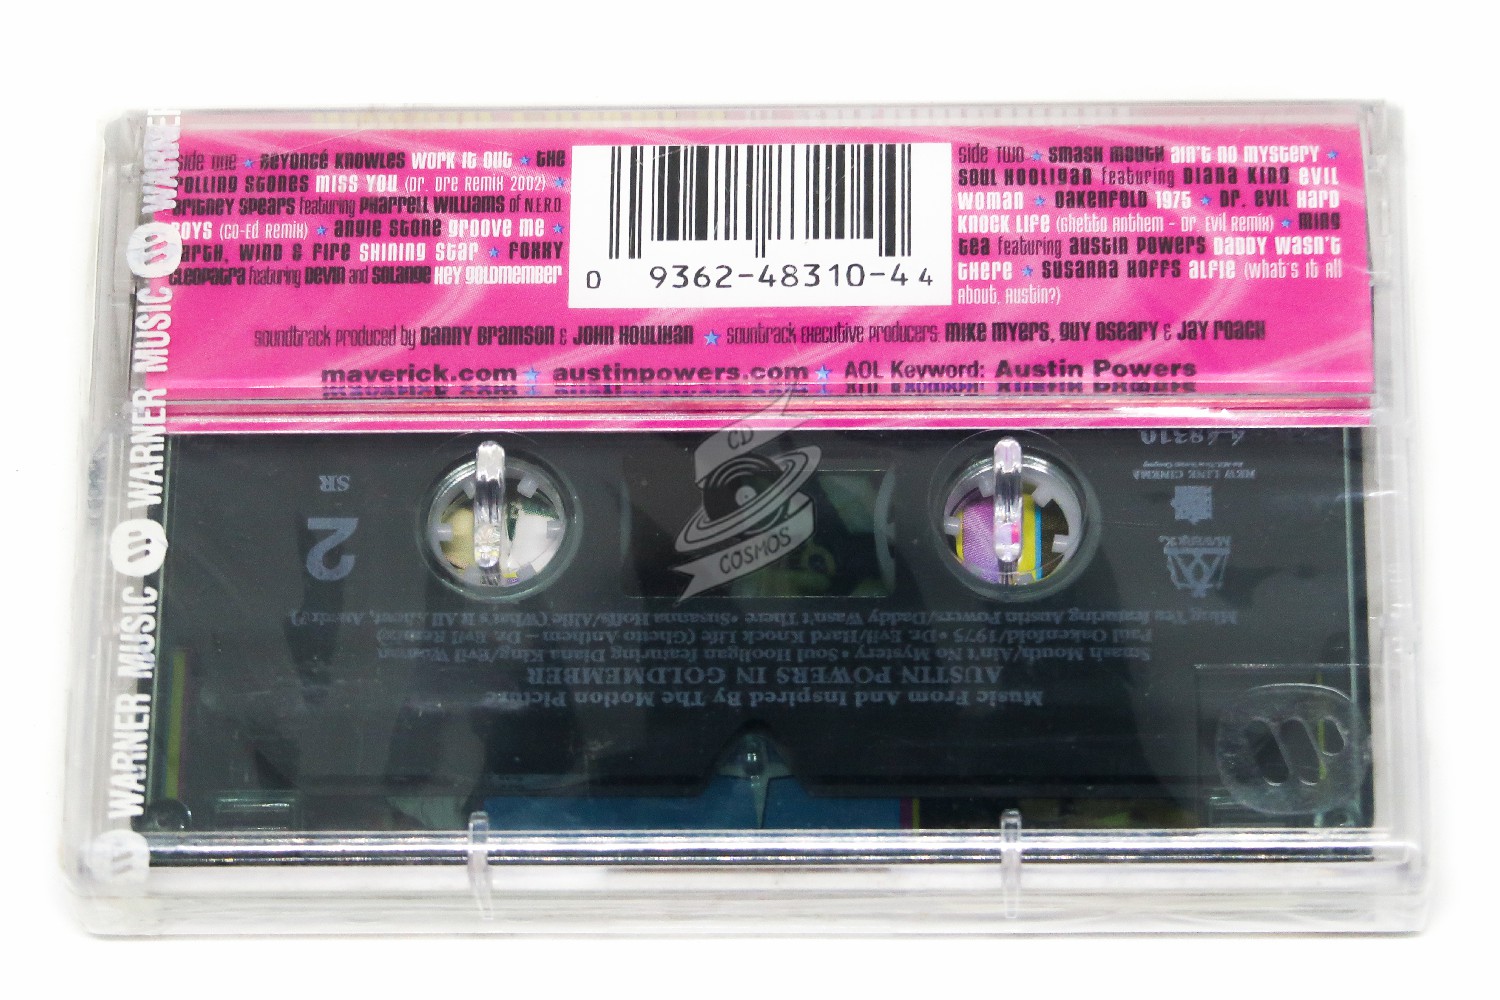 side one ★ Beyoncé Knowles Work It Out ★ The
Rolling Stones Miss You (Dr. Dre Remix 2002) ★
Britney Spears featuring Pharrell Williams of N.E.R.D.
Boys (Co-Ed Remix) ★ Angie Stone Groove Me ★
Earth, Wind & Fire Shining Star ★ Foxxy
Cleopatra featuring Devin and Solange Hey Goldmember
0 9362-48310-4 4
side two ★ Smash Mouth Ain't No Mystery ★
Soul Hooligan featuring Diana King Evil
Woman ★ Oakenfold 1975 ★ Dr. Evil Hard
Knock Life (Ghetto Anthem - Dr. Evil Remix) ★ Ming
Tea featuring Austin Powers Daddy Wasn't
There ★ Susanna Hoffs Alfie (What's It All
About, Austin?)
soundtrack produced by Danny Bramson & John Houlihan ★ sountrack executive producers: Mike Myers, Guy Oseary & Jay Roach
maverick.com ★ austinpowers.com ★ AOL Keyword: Austin Powers
WARNER MUSIC WARNER MUSIC WARNER MUSIC WARNER
CD
COSMOS
4-48310
NEW LINE CINEMA
MAVERICK
SR
2
Music From And Inspired By The Motion Picture
AUSTIN POWERS IN GOLDMEMBER
Smash Mouth/Ain't No Mystery • Soul Hooligan featuring Diana King/Evil Woman
Paul Oakenfold/1975 • Dr. Evil/Hard Knock Life (Ghetto Anthem – Dr. Evil Remix)
Ming Tea featuring Austin Powers/Daddy Wasn't There • Susanna Hoffs/Alfie (What's It All About, Austin?)